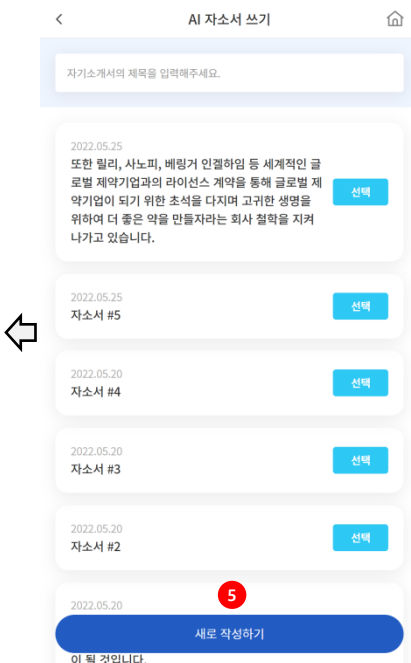 AI 자소서 쓰기
자기소개서의 제목을 입력해주세요.
2022.05.25
또한 릴리, 사노피, 베링거 인겔하임 등 세계적인 글
로벌 제약기업과의 라이선스 계약을 통해 글로벌 제
약기업이 되기 위한 초석을 다지며 고귀한 생명을
위하여 더 좋은 약을 만들자라는 회사 철학을 지켜
나가고 있습니다.
선택
2022.05.25
자소서 #5
선택
2022.05.20
자소서 #4
선택
2022.05.20
자소서 #3
선택
2022.05.20
자소서 #2
선택
2022.05.20
5
새로 작성하기
이 될 것입니다.